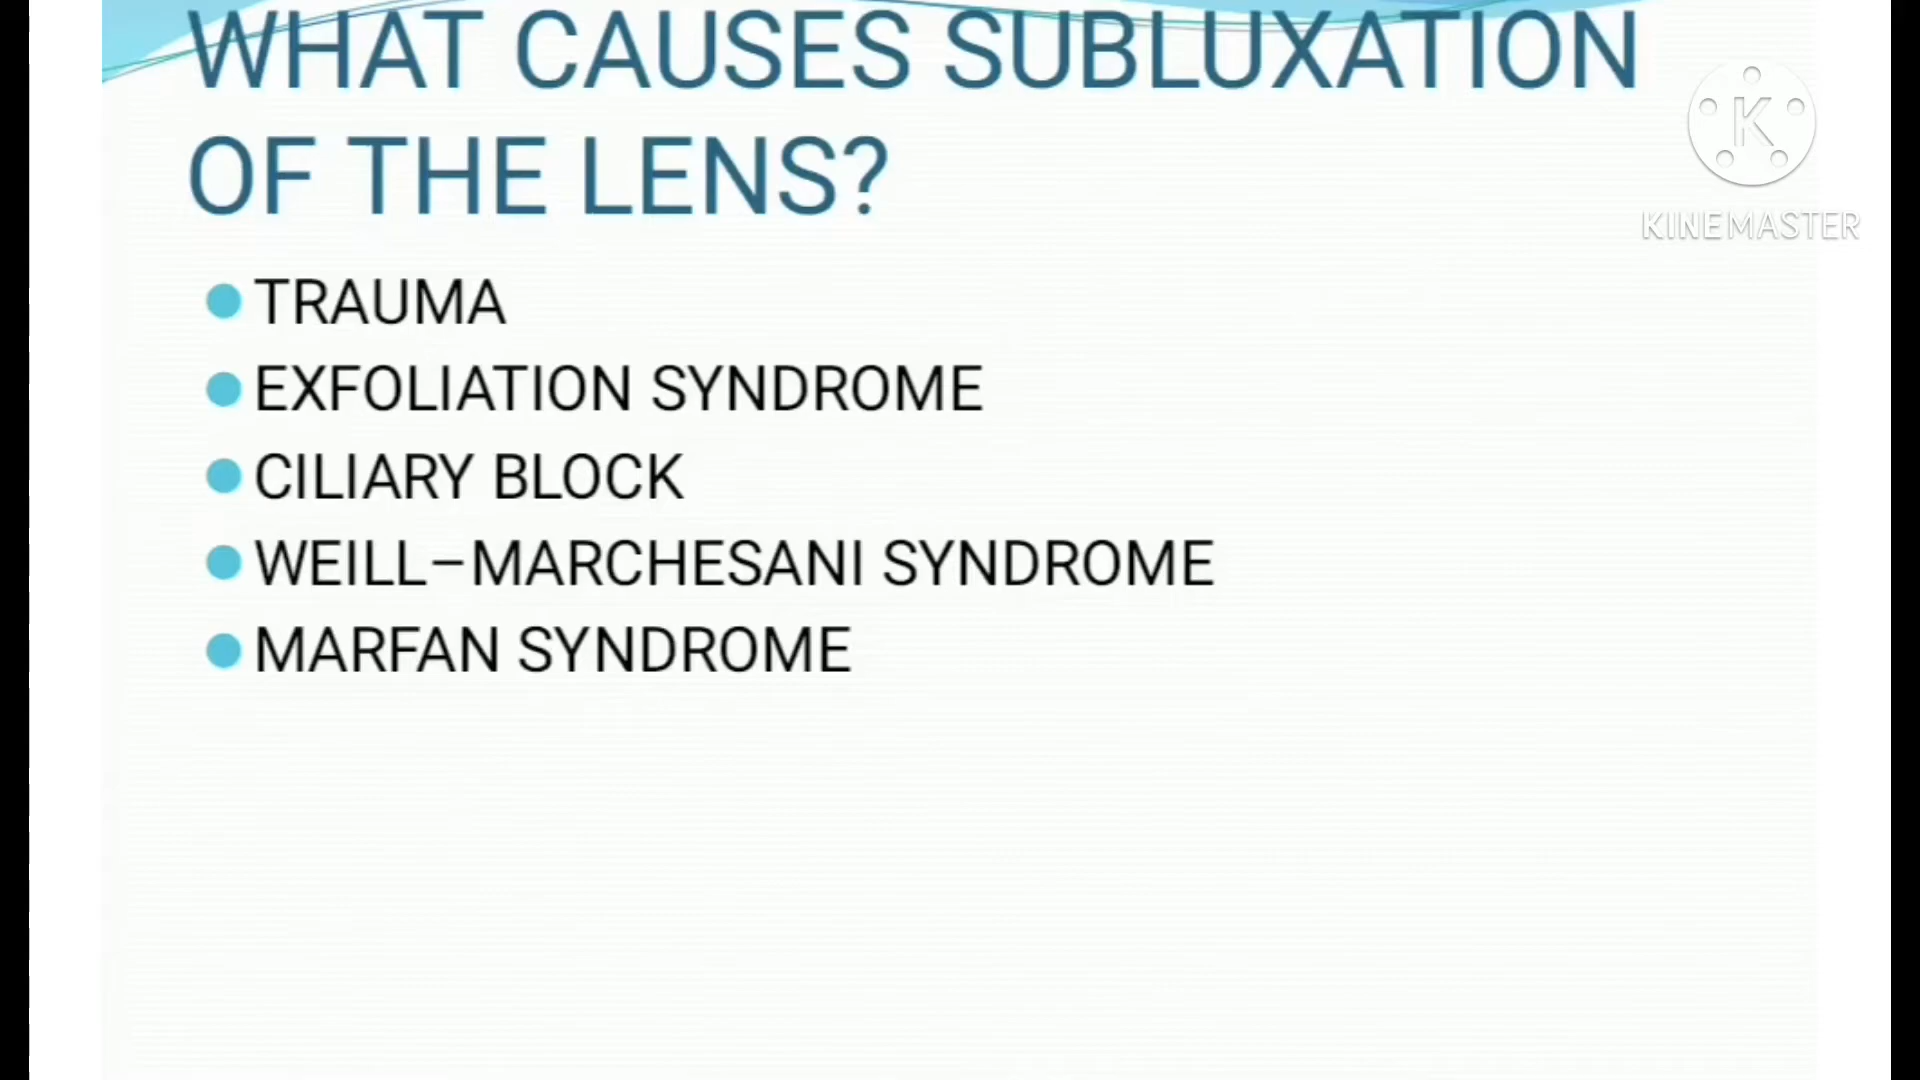 WHAT CAUSES SUBLUXATION
OF THE LENS?
TRAUMA
EXFOLIATION SYNDROME
CILIARY BLOCK
WEILL–MARCHESANI SYNDROME
MARFAN SYNDROME
K
KINEMASTER